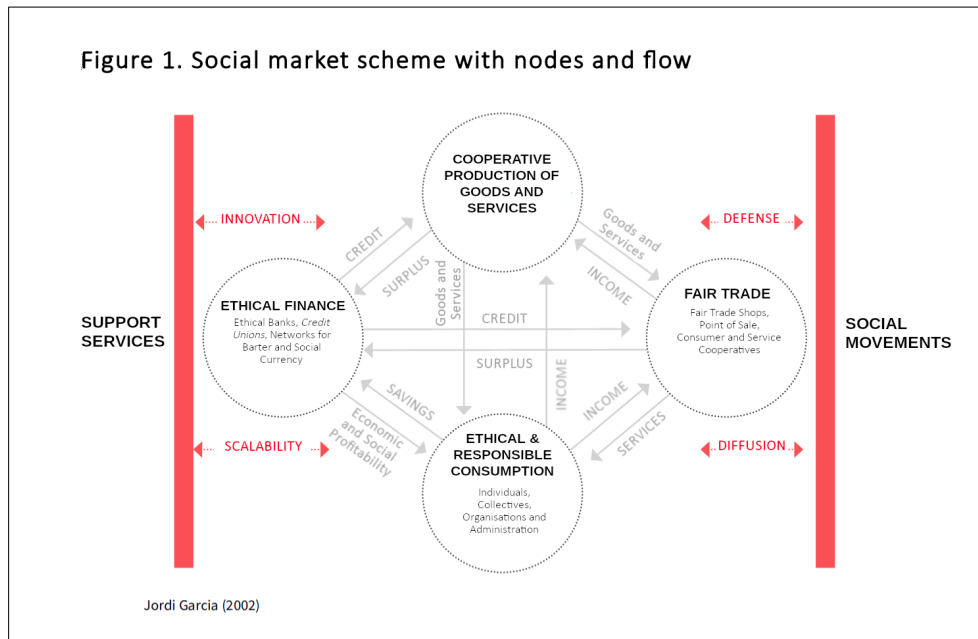 Figure 1. Social market scheme with nodes and flow
COOPERATIVE
PRODUCTION OF
GOODS AND
SERVICES
INNOVATION
DEFENSE
CREDIT
SURPLUS
Goods and
Services
Goods and
Services
INCOME
ETHICAL FINANCE
Ethical Banks, Credit
Unions, Networks for
Barter and Social
Currency
FAIR TRADE
Fair Trade Shops,
Point of Sale,
Consumer and Service
Cooperatives
SUPPORT
SERVICES
SOCIAL
MOVEMENTS
CREDIT
SURPLUS
INCOME
SAVINGS
Economic
and Social
Profitability
INCOME
SERVICES
SCALABILITY
DIFFUSION
ETHICAL &
RESPONSIBLE
CONSUMPTION
Individuals,
Collectives,
Organisations and
Administration
Jordi Garcia (2002)